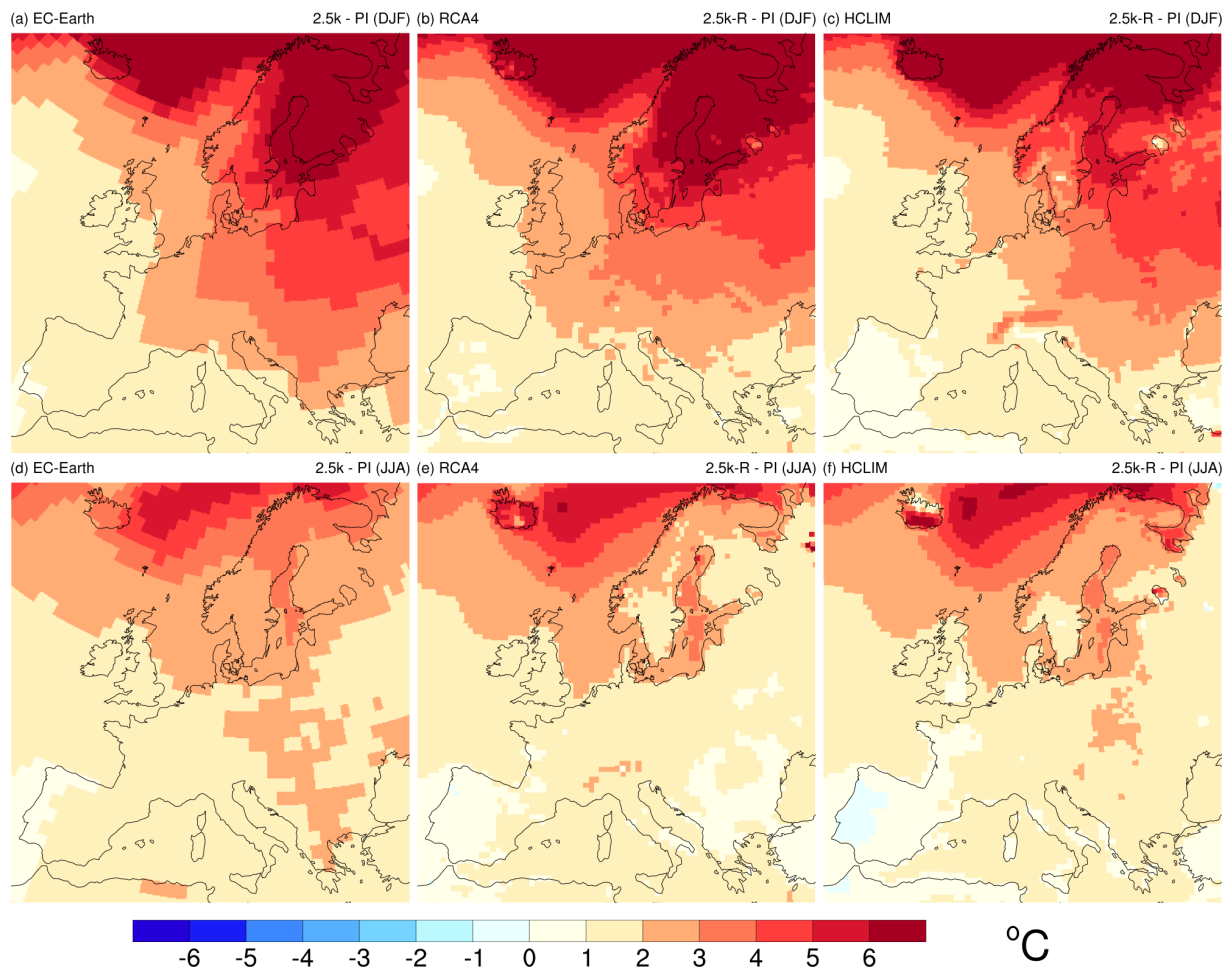 (a) EC-Earth 2.5k - PI (DJF) (b) RCA4 2.5k-R - PI (DJF) (c) HCLIM 2.5k-R - PI (DJF)
(d) EC-Earth 2.5k - PI (JJA) (e) RCA4 2.5k-R - PI (JJA) (f) HCLIM 2.5k-R - PI (JJA)
-6 -5 -4 -3 -2 -1 0 1 2 3 4 5 6 °C